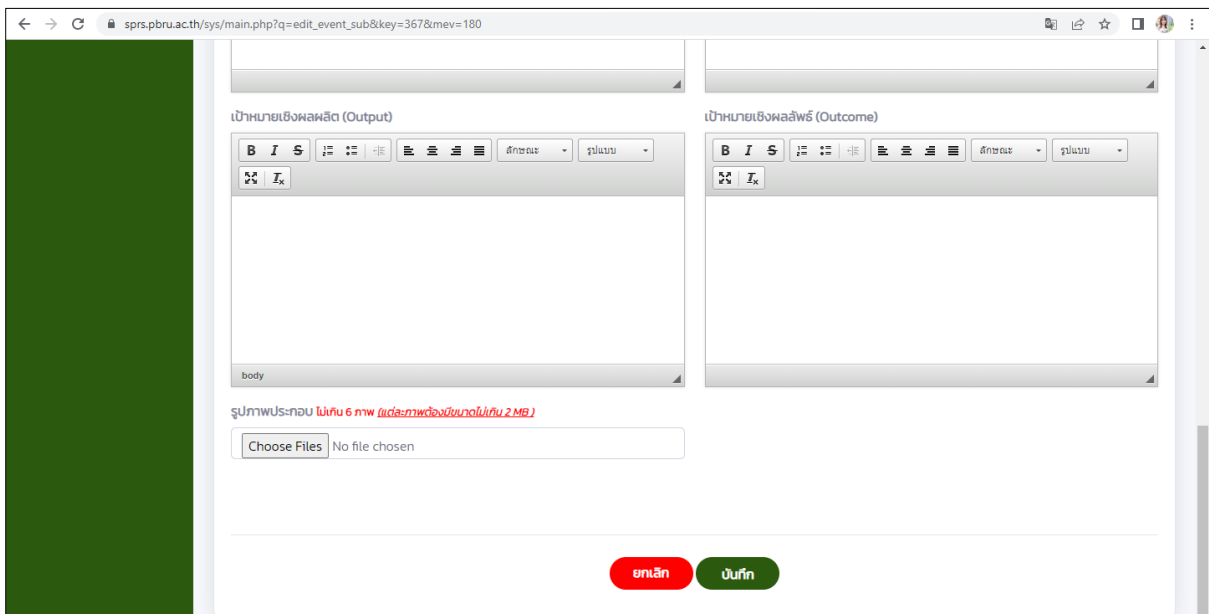 sprs.pbru.ac.th/sys/main.php?q=edit_event_sub&key=367&mev=180
เป้าหมายเชิงผลผลิต (Output)
เป้าหมายเชิงผลลัพธ์ (Outcome)
B I S ลักษณะ รูปแบบ
B I S ลักษณะ รูปแบบ
Ix
Ix
body
รูปภาพประกอบ ไม่เกิน 6 ภาพ (แต่ละภาพต้องมีขนาดไม่เกิน 2 MB )
Choose Files No file chosen
ยกเลิก บันทึก